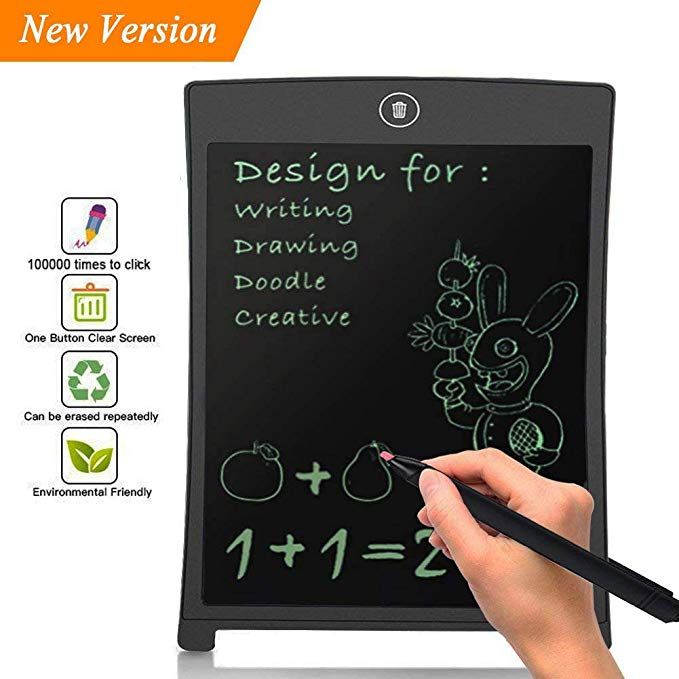 New Version
Design for :
Writing
Drawing
Doodle
Creative
100000 times to click
One Button Clear Screen
Can be erased repeatedly
Environmental Friendly
+
1+1=2